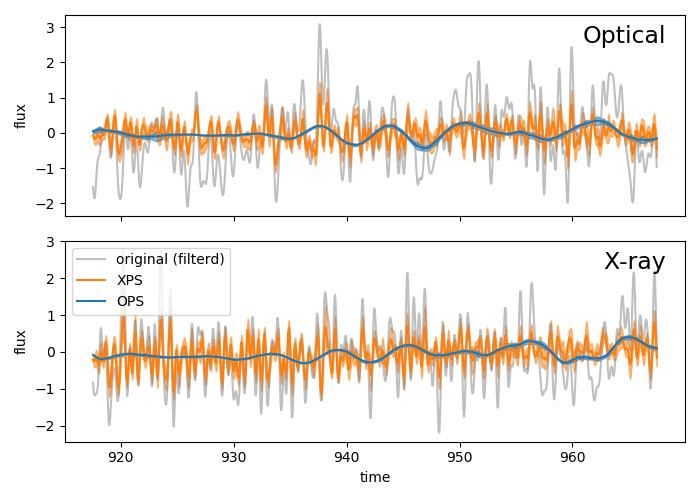 3
2
1
0
−1
−2
flux
Optical
3
2
1
0
−1
−2
flux
X-ray
original (filterd)
XPS
OPS
920
930
940
950
960
time